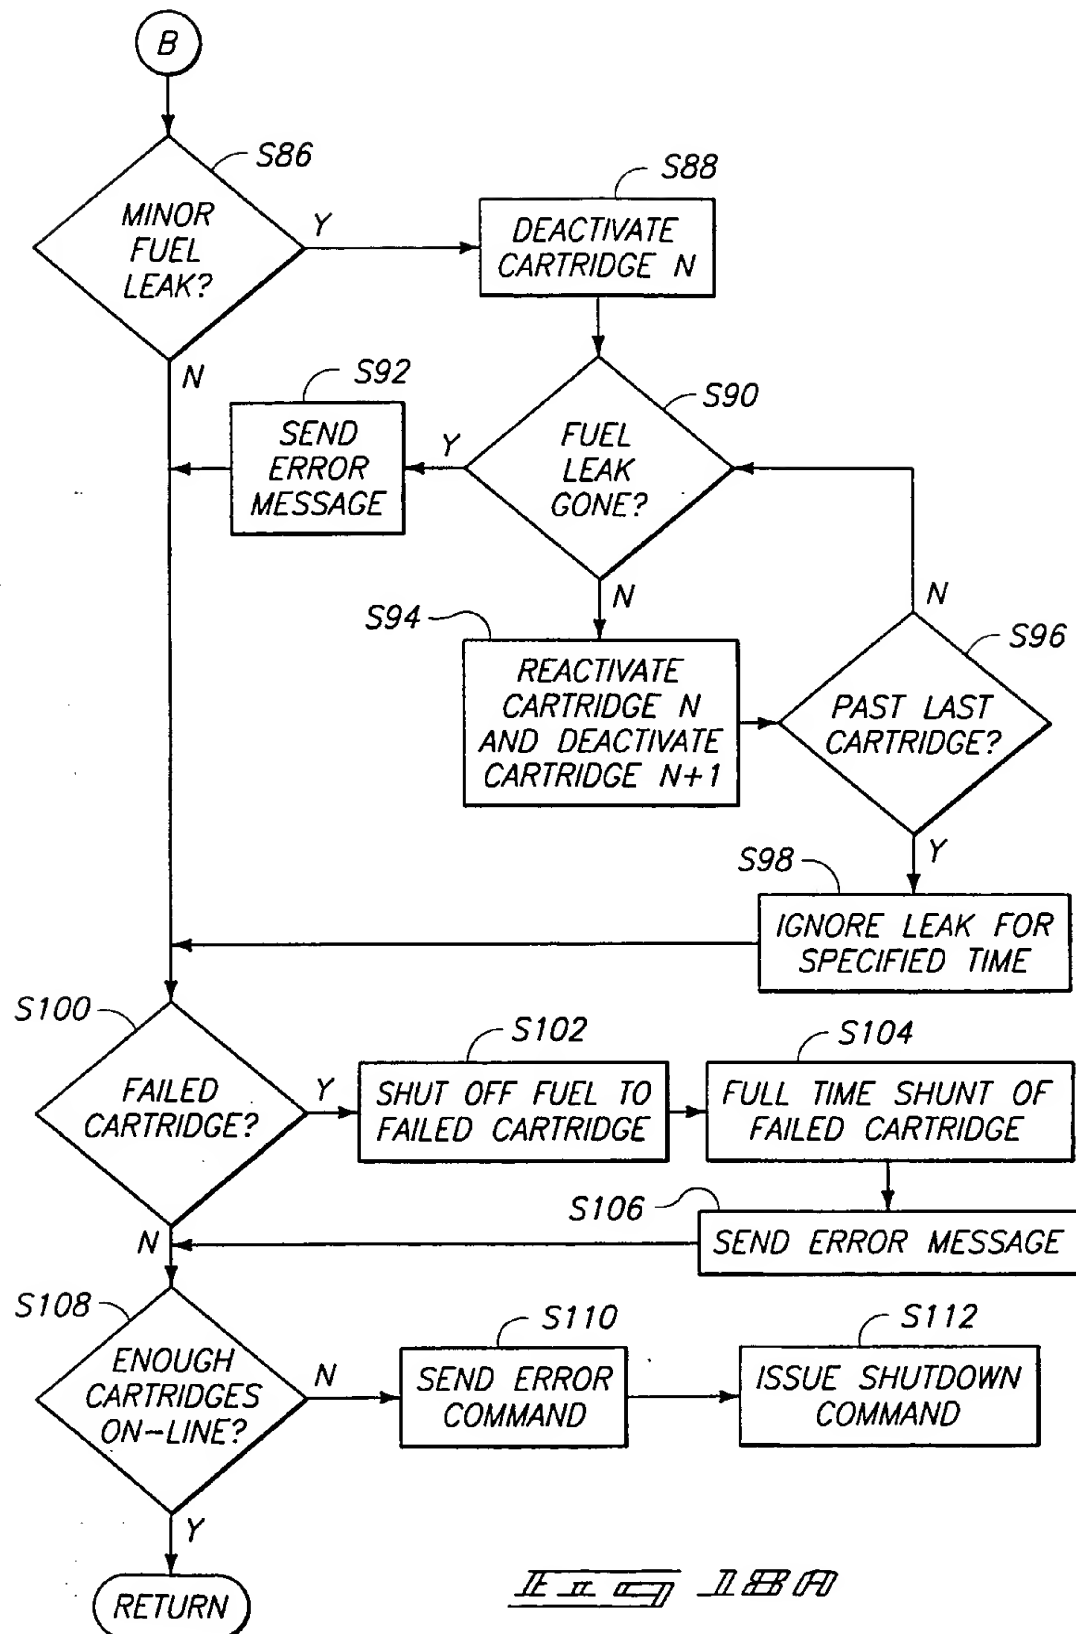 B
S86
MINOR
FUEL
LEAK?
Y
N
S88
DEACTIVATE
CARTRIDGE N
S92
SEND
ERROR
MESSAGE
Y
S90
FUEL
LEAK
GONE?
N
S94
REACTIVATE
CARTRIDGE N
AND DEACTIVATE
CARTRIDGE N+1
N
S96
PAST LAST
CARTRIDGE?
Y
S98
IGNORE LEAK FOR
SPECIFIED TIME
S100
FAILED
CARTRIDGE?
Y
N
S102
SHUT OFF FUEL TO
FAILED CARTRIDGE
S104
FULL TIME SHUNT OF
FAILED CARTRIDGE
S106
SEND ERROR MESSAGE
S108
ENOUGH
CARTRIDGES
ON-LINE?
N
Y
S110
SEND ERROR
COMMAND
S112
ISSUE SHUTDOWN
COMMAND
RETURN
FIG 18A